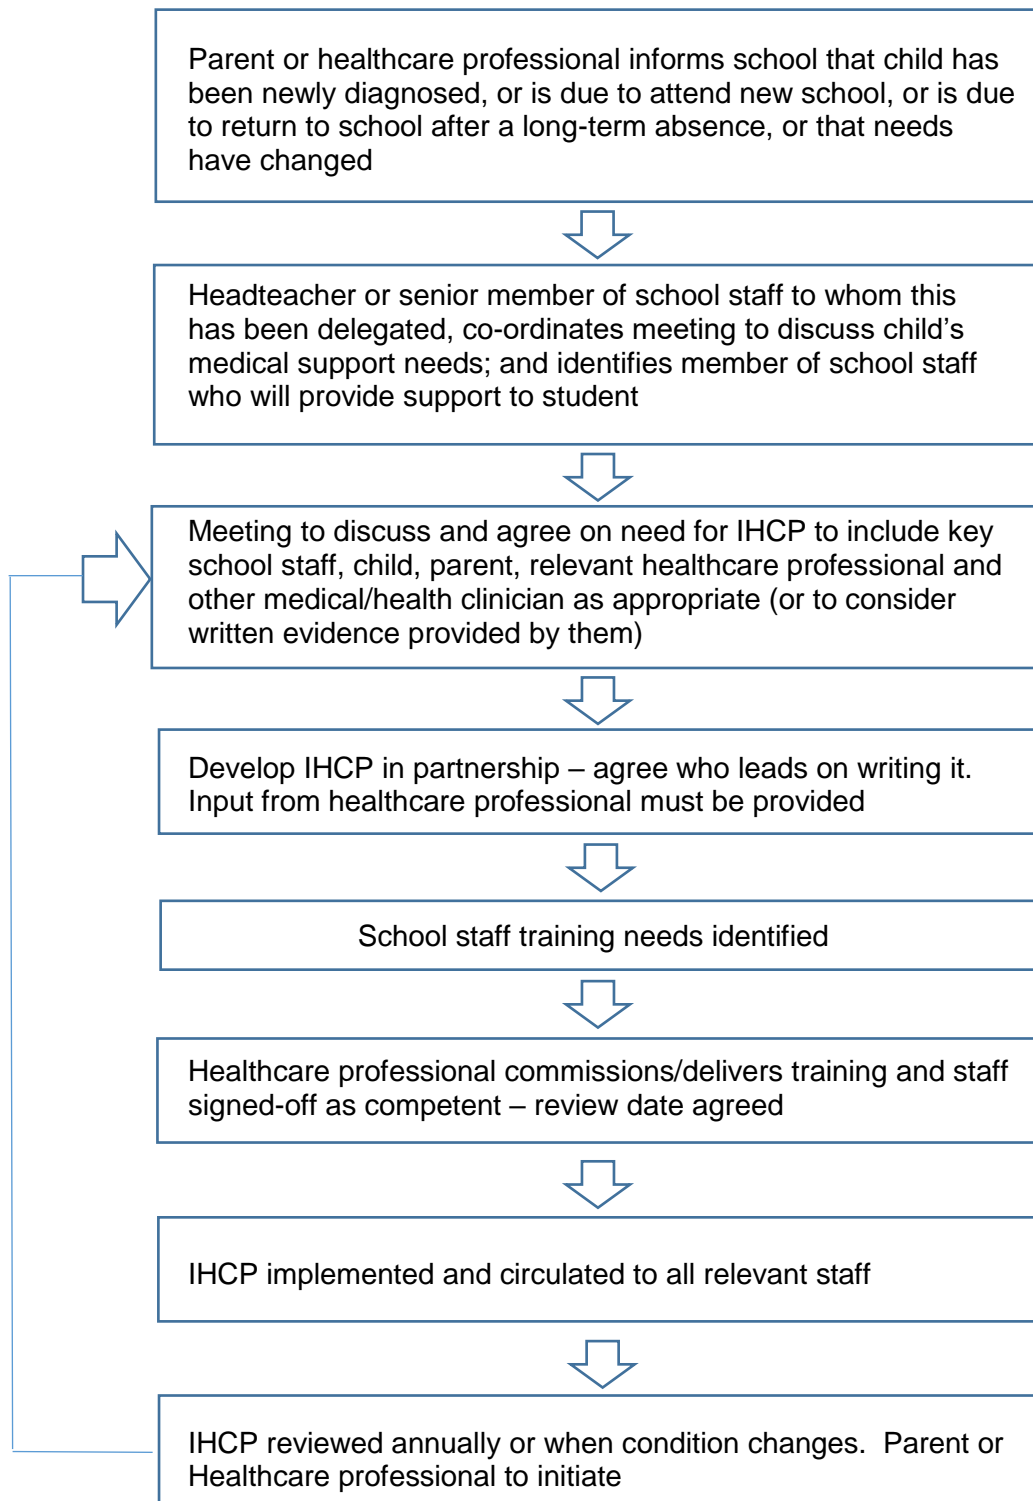 Parent or healthcare professional informs school that child has
been newly diagnosed, or is due to attend new school, or is due
to return to school after a long-term absence, or that needs
have changed
Headteacher or senior member of school staff to whom this
has been delegated, co-ordinates meeting to discuss child’s
medical support needs; and identifies member of school staff
who will provide support to student
Meeting to discuss and agree on need for IHCP to include key
school staff, child, parent, relevant healthcare professional and
other medical/health clinician as appropriate (or to consider
written evidence provided by them)
Develop IHCP in partnership – agree who leads on writing it.
Input from healthcare professional must be provided
School staff training needs identified
Healthcare professional commissions/delivers training and staff
signed-off as competent – review date agreed
IHCP implemented and circulated to all relevant staff
IHCP reviewed annually or when condition changes.  Parent or
Healthcare professional to initiate